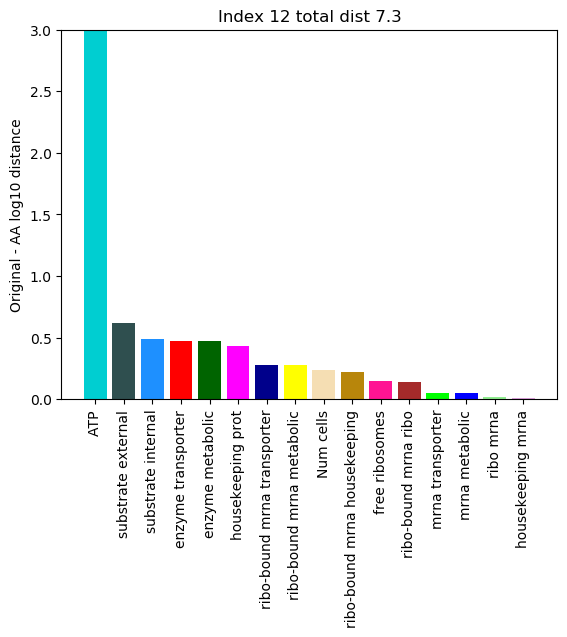 Index 12 total dist 7.3
Original - AA log10 distance
3.0
2.5
2.0
1.5
1.0
0.5
0.0
ATP
substrate external
substrate internal
enzyme transporter
enzyme metabolic
housekeeping prot
ribo-bound mrna transporter
ribo-bound mrna metabolic
Num cells
ribo-bound mrna housekeeping
free ribosomes
ribo-bound mrna ribo
mrna transporter
mrna metabolic
ribo mrna
housekeeping mrna